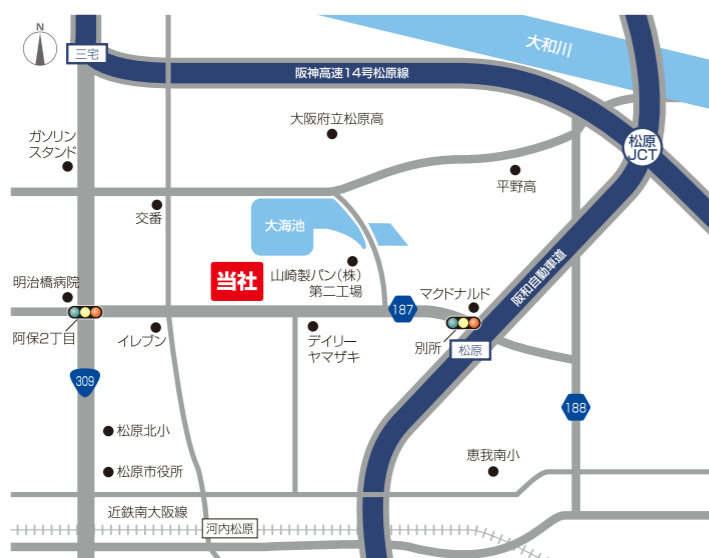 N
大和川
三宅
阪神高速14号松原線
大阪府立松原高
ガソリン
スタンド
松原
JCT
平野高
交番
大海池
阪和自動車道
当社
山崎製パン(株)
第二工場
明治橋病院
マクドナルド
187
阿保2丁目
イレブン
デイリー
ヤマザキ
別所
松原
309
188
松原北小
恵我南小
松原市役所
近鉄南大阪線
河内松原